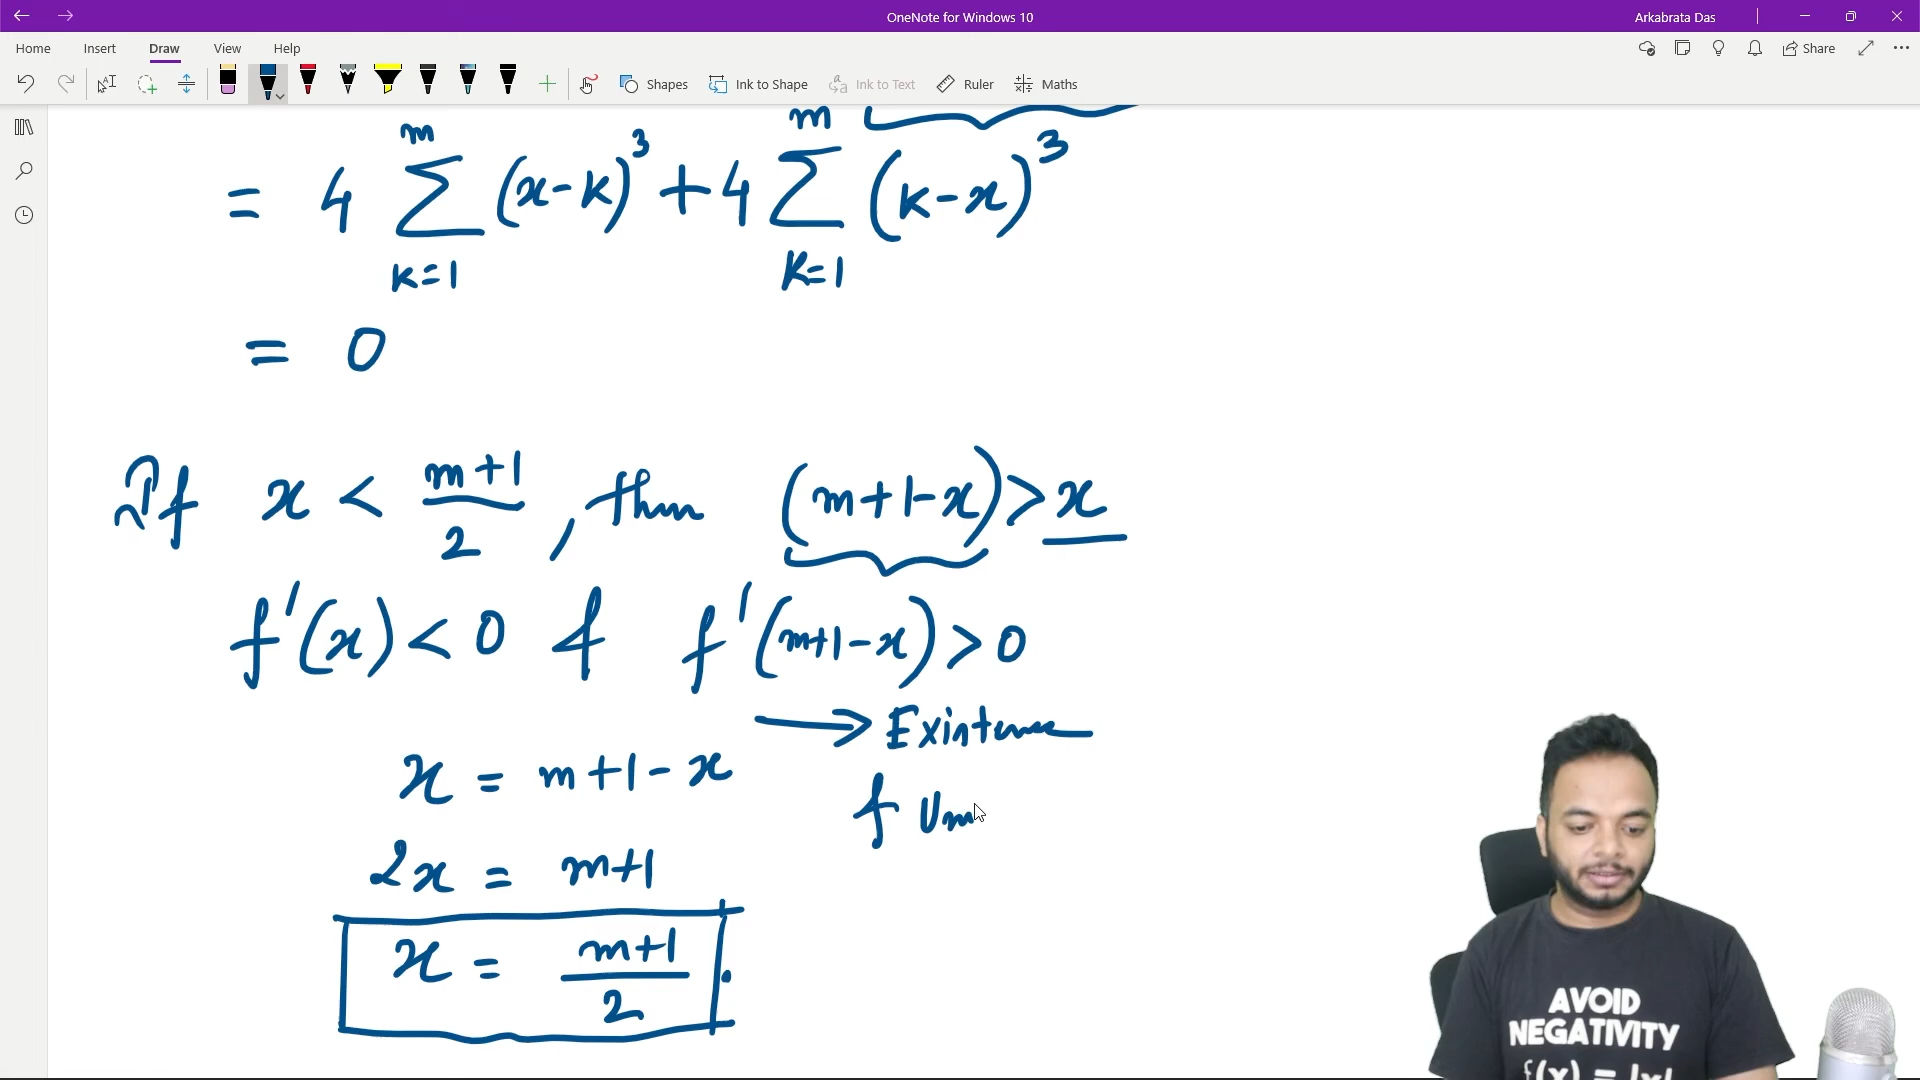 OneNote for Windows 10
Arkabrata Das
Home Insert Draw View Help
Share
Shapes Ink to Shape Ink to Text Ruler Maths
= 4 ∑_{k=1}^{m} (x-k)^3 + 4 ∑_{k=1}^{m} (k-x)^3
= 0
If x < \frac{m+1}{2}, then (m+1-x) > x
f'(x) < 0 & f'(m+1-x) > 0
→ Existence
x = m+1-x
& Un
2x = m+1
x = \frac{m+1}{2}.
AVOID
NEGATIVITY
f(x) = |x|